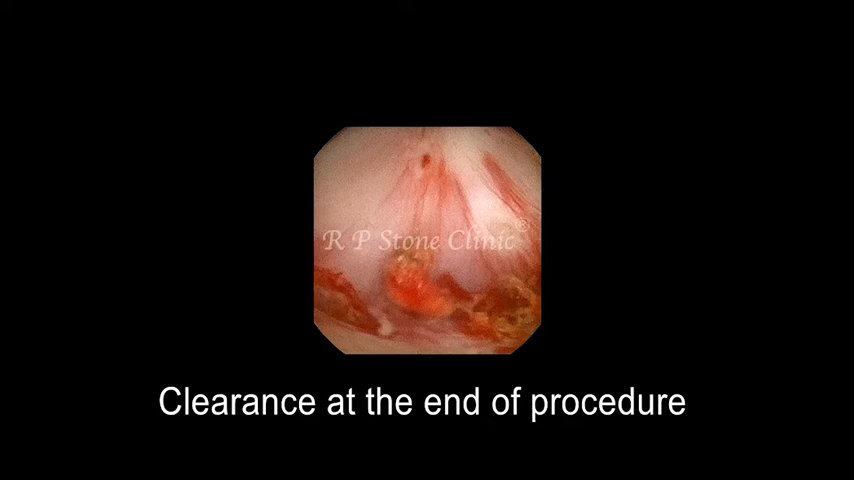 R P Stone Clinic®
Clearance at the end of procedure